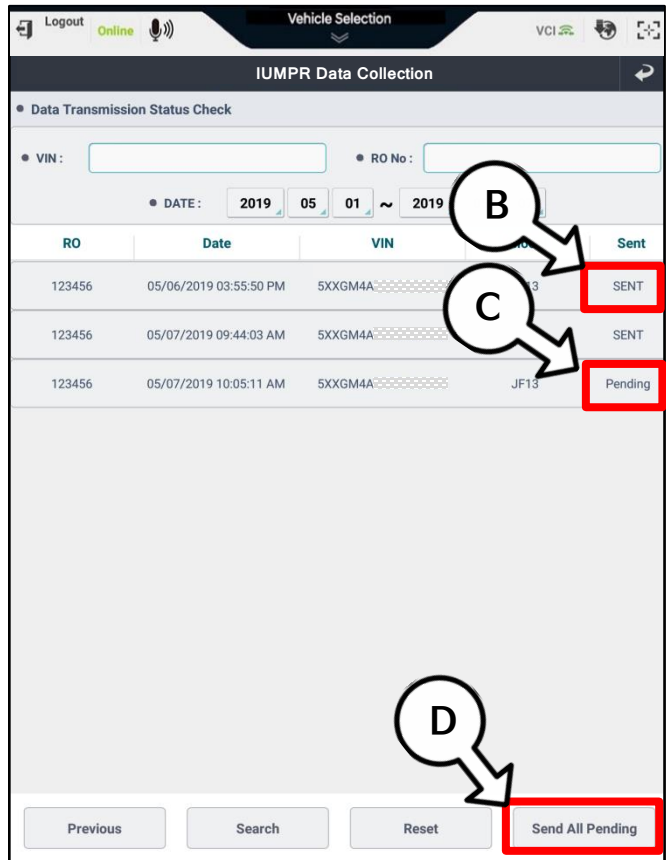 Logout Online Vehicle Selection VCI
IUMPR Data Collection
Data Transmission Status Check
VIN : RO No :
DATE : 2019 05 01 ~ 2019
B
RO Date VIN Sent
123456 05/06/2019 03:55:50 PM 5XXGM4A SENT
C
123456 05/07/2019 09:44:03 AM 5XXGM4A SENT
123456 05/07/2019 10:05:11 AM 5XXGM4A JF13 Pending
D
Previous Search Reset Send All Pending